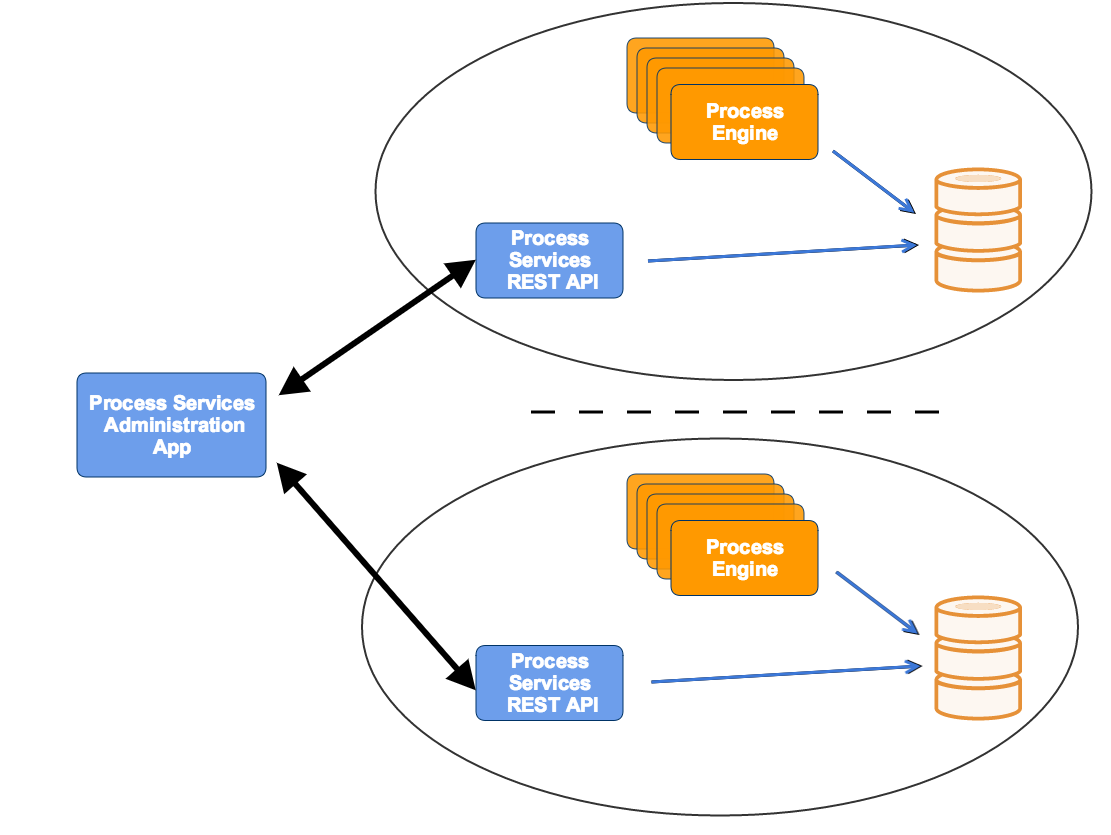 Process
Engine
Process
Services
REST API
Process Services
Administration
App
Process
Engine
Process
Services
REST API